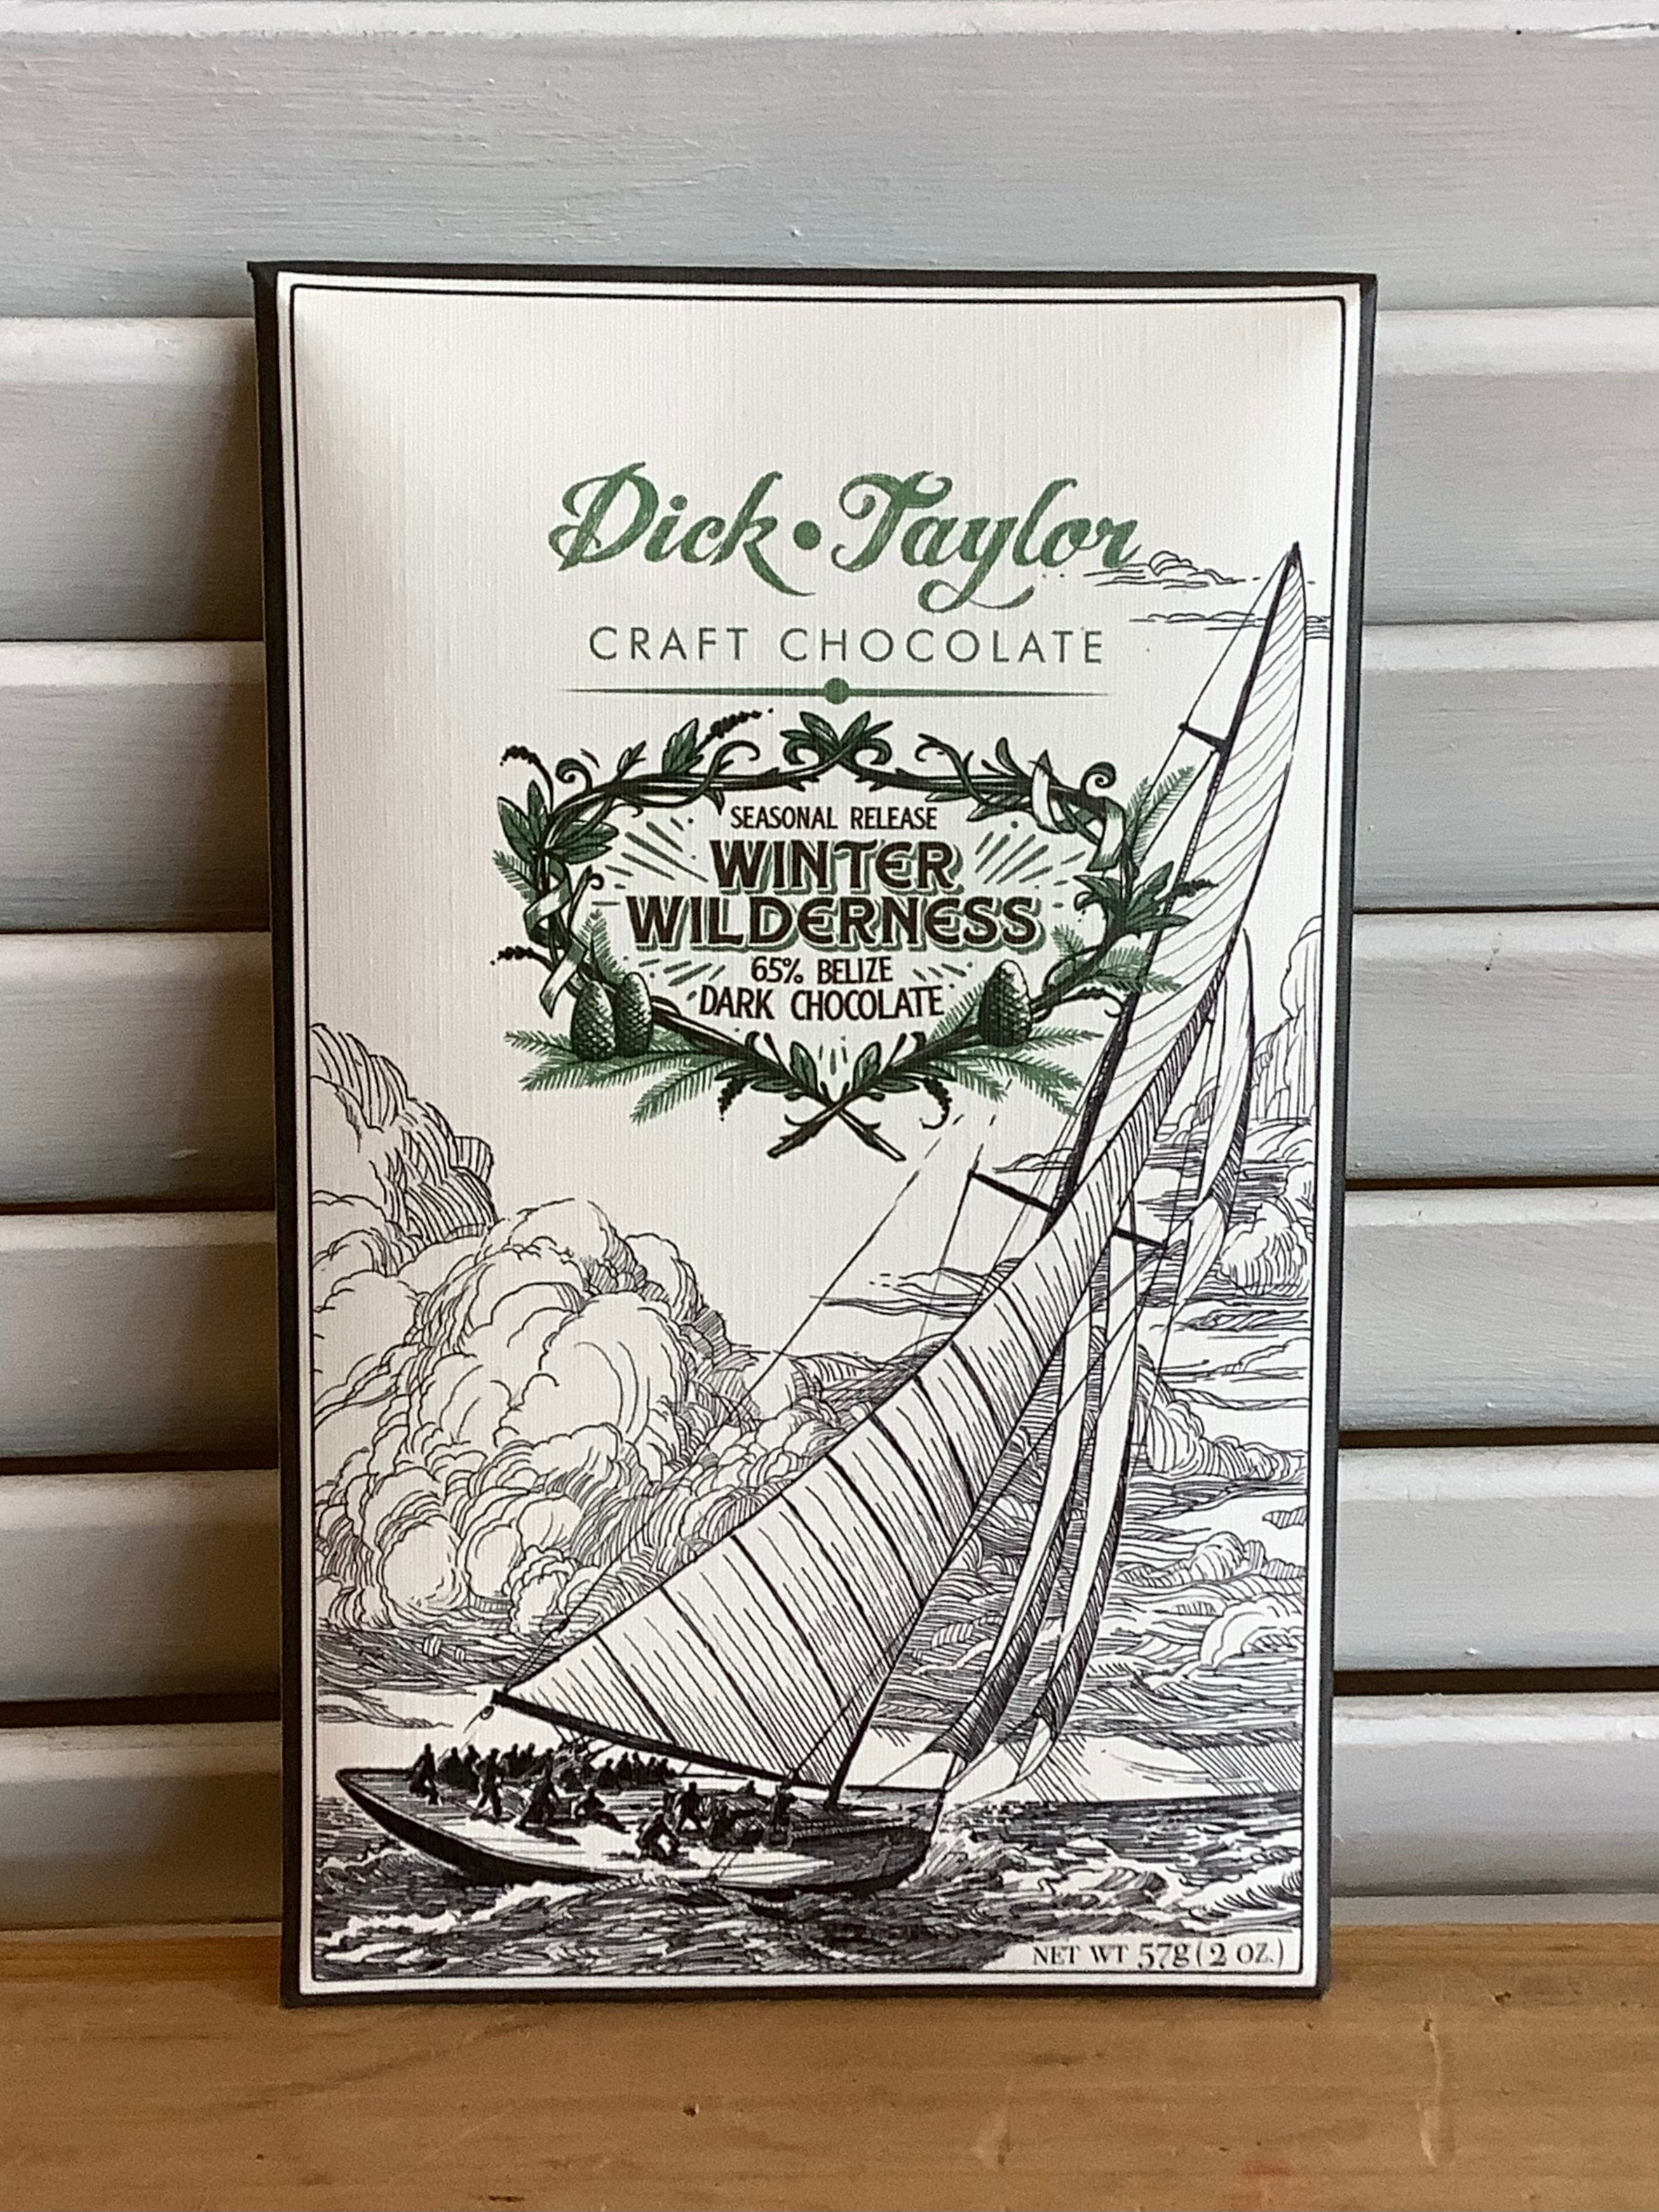 Dick • Taylor
CRAFT CHOCOLATE
SEASONAL RELEASE
WINTER
WILDERNESS
65% BELIZE
DARK CHOCOLATE
NET WT 57g (2 OZ.)